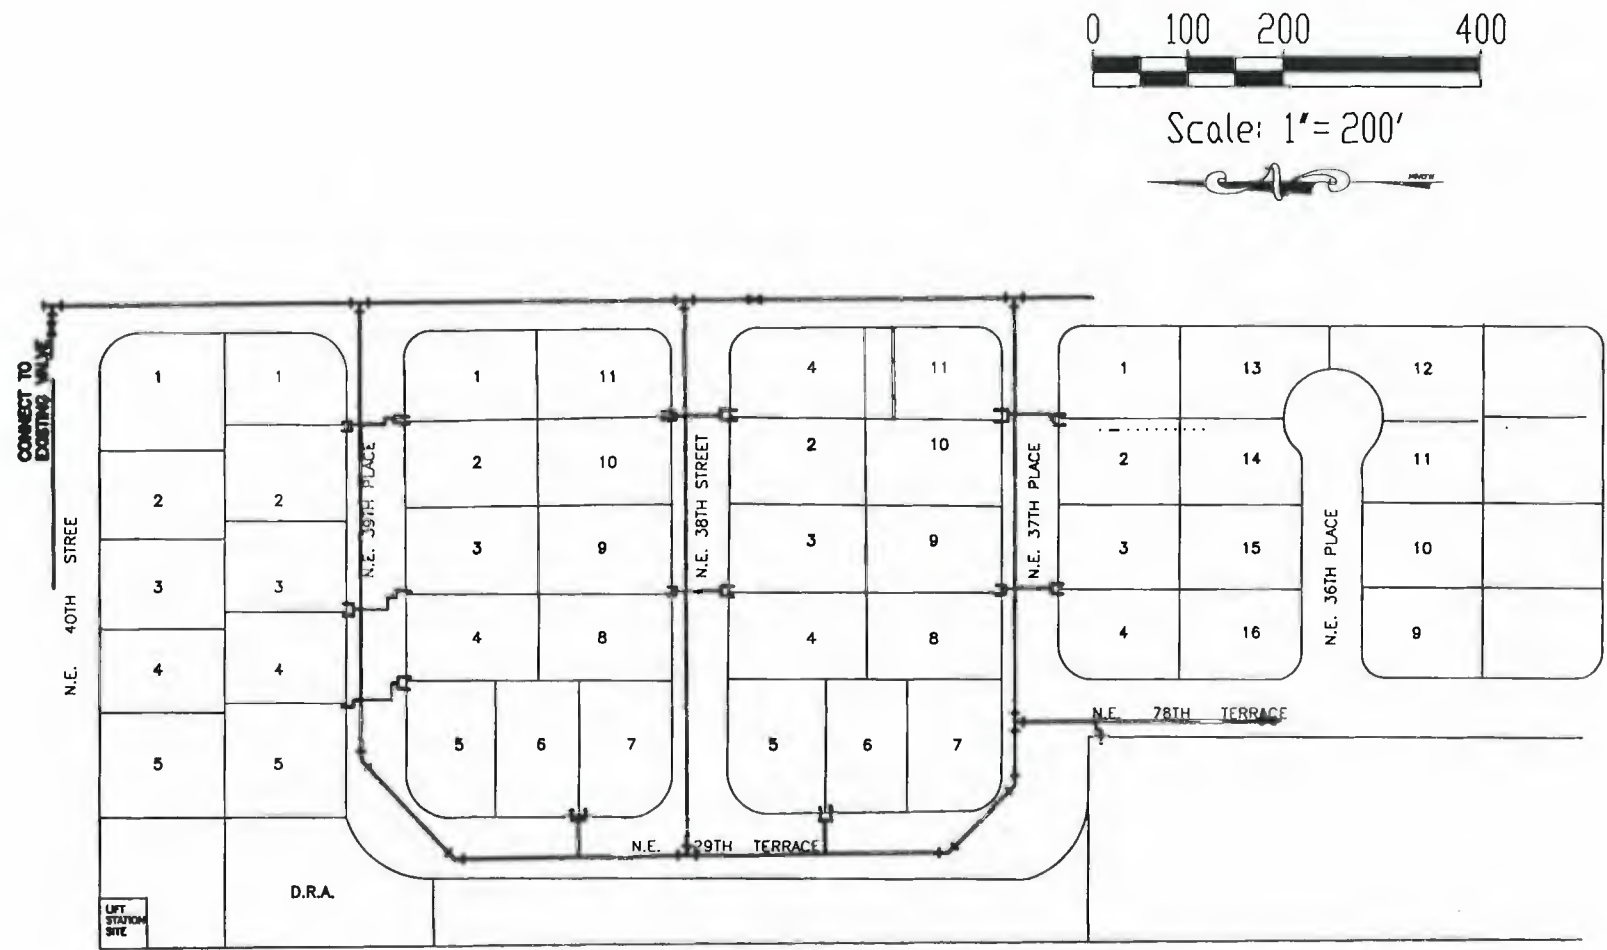 0 100 200 400
Scale: 1"= 200'
NORTH
CONNECT TO
EXISTING VALVE
1 1 1 11 4 11 1 13 12
2 2 2 10 2 10 2 14 11
3 3 3 9 3 9 3 15 10
4 4 4 8 4 8 4 16 9
5 5 5 6 7 5 6 7
N.E. 40TH STREE
N.E. 39TH PLACE
N.E. 38TH STREET
N.E. 37TH PLACE
N.E. 36TH PLACE
N.E. 78TH TERRACE
N.E. 29TH TERRACE
D.R.A.
LIFT
STATION
SITE